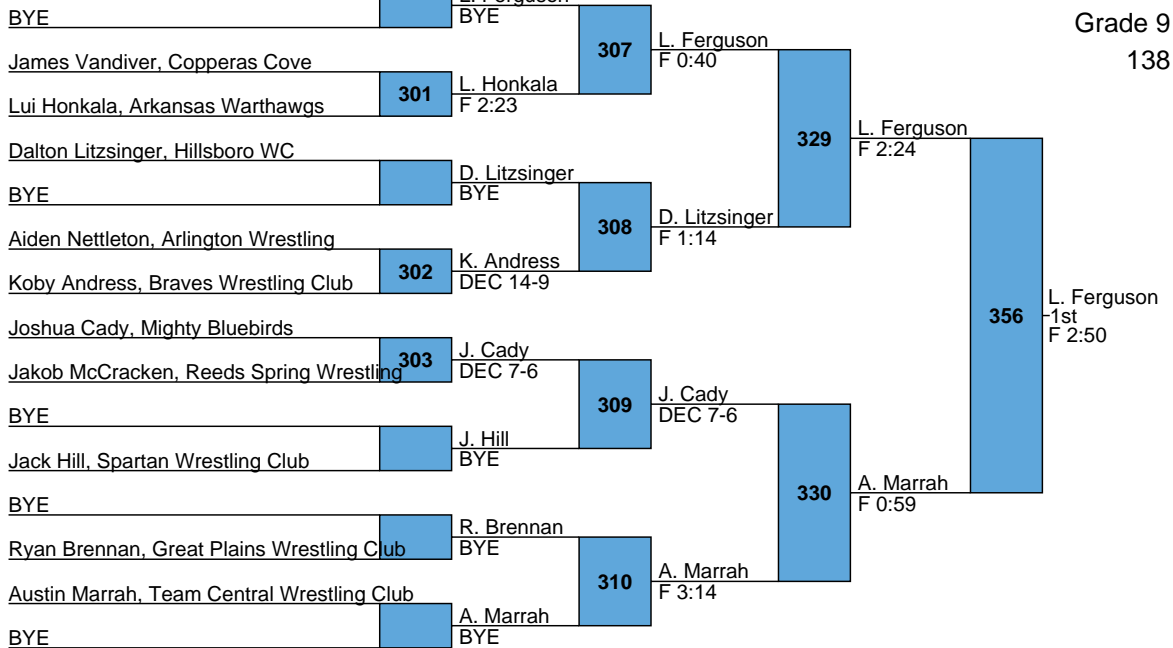 BYE
BYE
Grade 9
138
James Vandiver, Copperas Cove
Lui Honkala, Arkansas Warthawgs
301
L. Honkala
F 2:23
307
L. Ferguson
F 0:40
Dalton Litzsinger, Hillsboro WC
BYE
D. Litzsinger
BYE
Aiden Nettleton, Arlington Wrestling
Koby Andress, Braves Wrestling Club
302
K. Andress
DEC 14-9
308
D. Litzsinger
F 1:14
329
L. Ferguson
F 2:24
Joshua Cady, Mighty Bluebirds
Jakob McCracken, Reeds Spring Wrestling
303
J. Cady
DEC 7-6
BYE
Jack Hill, Spartan Wrestling Club
J. Hill
BYE
309
J. Cady
DEC 7-6
BYE
Ryan Brennan, Great Plains Wrestling Club
R. Brennan
BYE
Austin Marrah, Team Central Wrestling Club
BYE
A. Marrah
BYE
310
A. Marrah
F 3:14
330
A. Marrah
F 0:59
356
L. Ferguson
1st
F 2:50